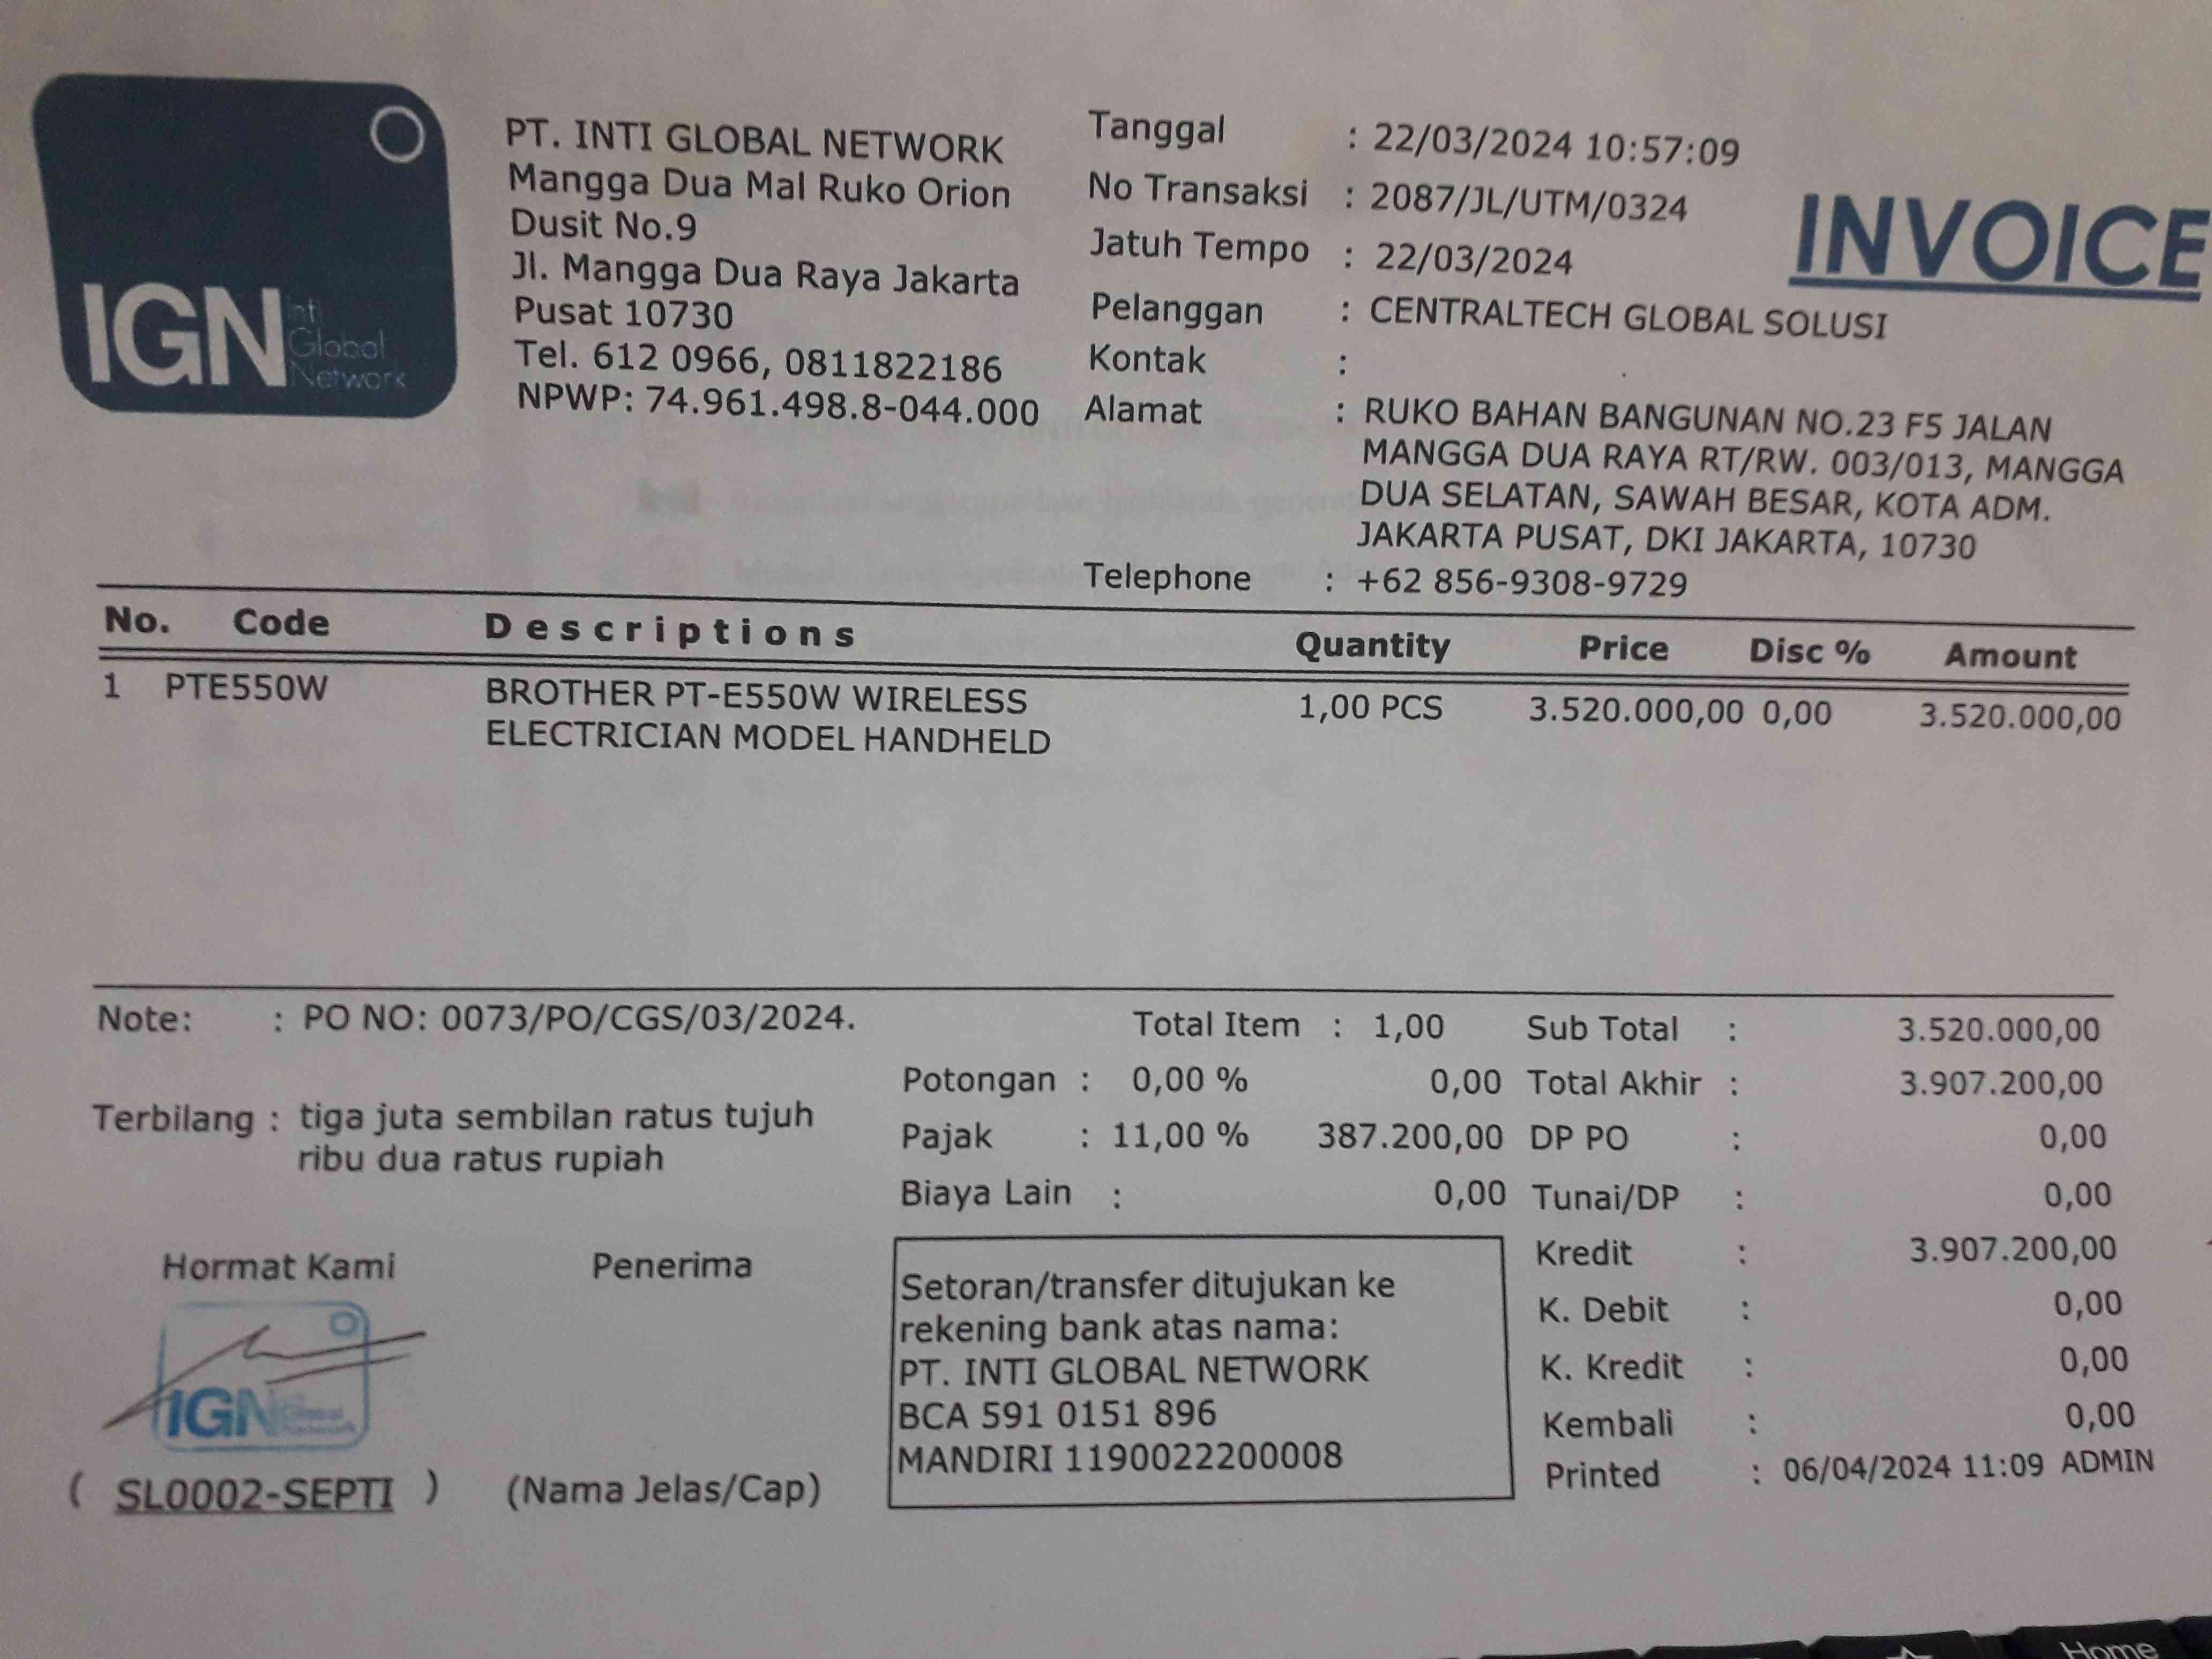 IGN Inti
Global
Network
PT. INTI GLOBAL NETWORK
Mangga Dua Mal Ruko Orion
Dusit No.9
Jl. Mangga Dua Raya Jakarta
Pusat 10730
Tel. 612 0966, 0811822186
NPWP: 74.961.498.8-044.000
Tanggal : 22/03/2024 10:57:09
No Transaksi : 2087/JL/UTM/0324
Jatuh Tempo : 22/03/2024
Pelanggan : CENTRALTECH GLOBAL SOLUSI
Kontak :
Alamat : RUKO BAHAN BANGUNAN NO.23 F5 JALAN
MANGGA DUA RAYA RT/RW. 003/013, MANGGA
DUA SELATAN, SAWAH BESAR, KOTA ADM.
JAKARTA PUSAT, DKI JAKARTA, 10730
Telephone : +62 856-9308-9729
INVOICE
No. Code Descriptions Quantity Price Disc % Amount
1 PTE550W BROTHER PT-E550W WIRELESS 1,00 PCS 3.520.000,00 0,00 3.520.000,00
ELECTRICIAN MODEL HANDHELD
Note: : PO NO: 0073/PO/CGS/03/2024.
Terbilang : tiga juta sembilan ratus tujuh
ribu dua ratus rupiah
Total Item : 1,00
Potongan : 0,00 % 0,00
Pajak : 11,00 % 387.200,00
Biaya Lain : 0,00
Sub Total : 3.520.000,00
Total Akhir : 3.907.200,00
DP PO : 0,00
Tunai/DP : 0,00
Kredit : 3.907.200,00
K. Debit : 0,00
K. Kredit : 0,00
Kembali : 0,00
Printed : 06/04/2024 11:09 ADMIN
Hormat Kami
IGN
( SL0002-SEPTI )
Penerima
(Nama Jelas/Cap)
Setoran/transfer ditujukan ke
rekening bank atas nama:
PT. INTI GLOBAL NETWORK
BCA 591 0151 896
MANDIRI 1190022200008
Home